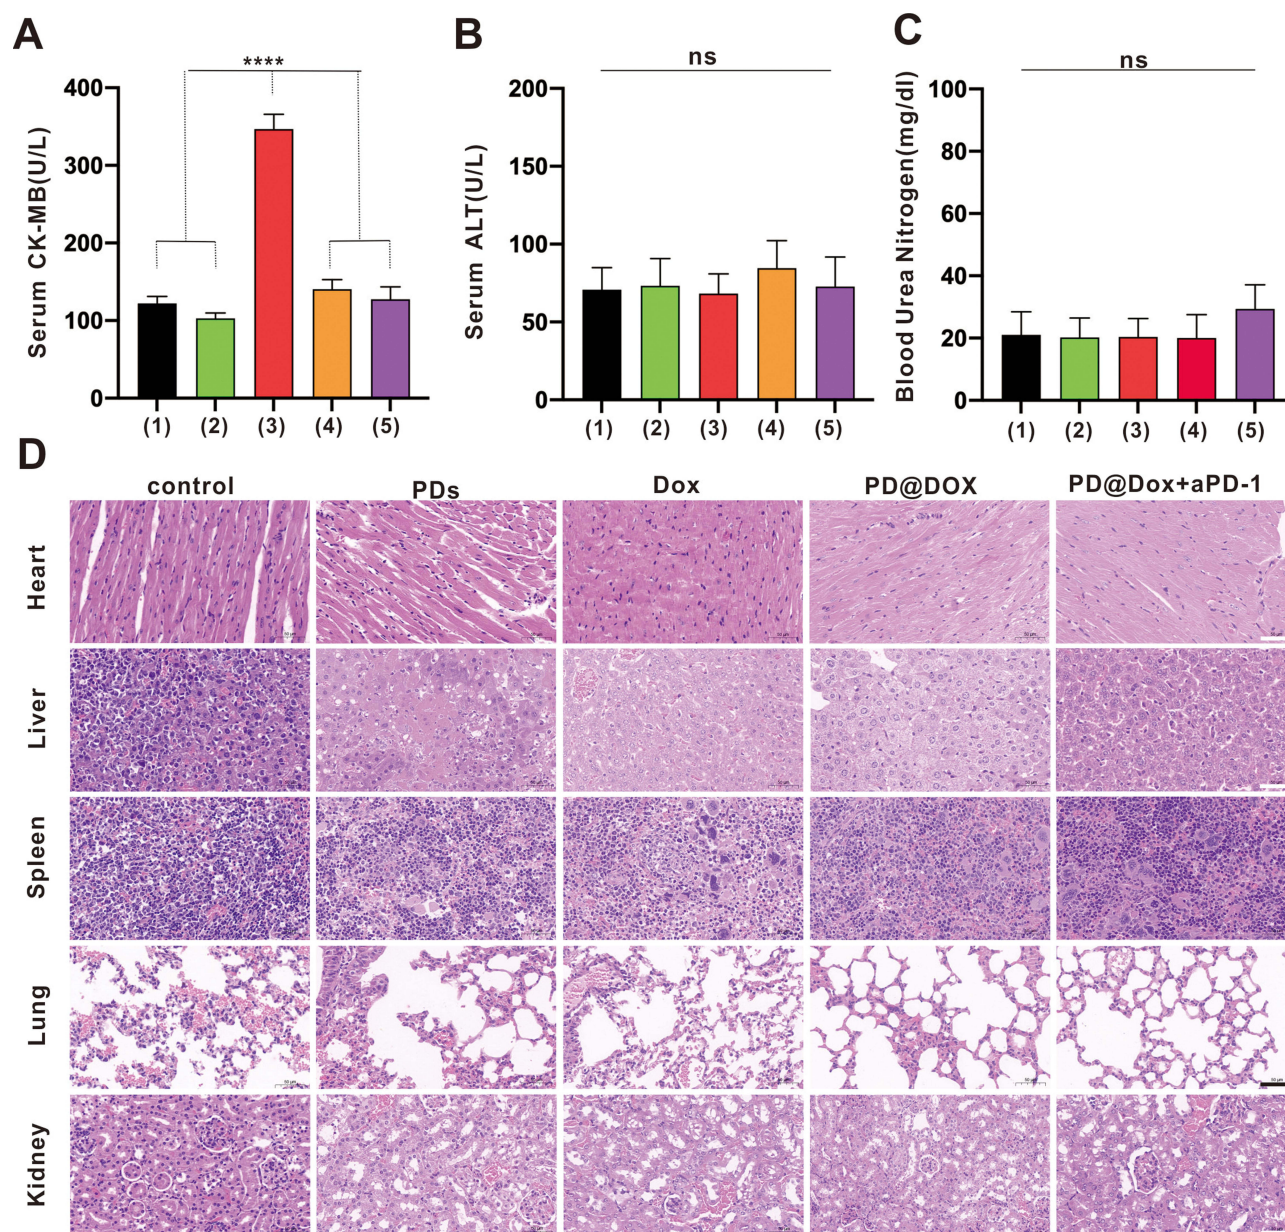 A
B
C
****
ns
ns
Serum CK-MB(U/L)
400
300
200
100
0
(1) (2) (3) (4) (5)
Serum ALT(U/L)
200
150
100
50
0
(1) (2) (3) (4) (5)
Blood Urea Nitrogen(mg/dl)
100
80
60
40
20
0
(1) (2) (3) (4) (5)
D
control PDs Dox PD@DOX PD@Dox+aPD-1
Heart
Liver
Spleen
Lung
Kidney